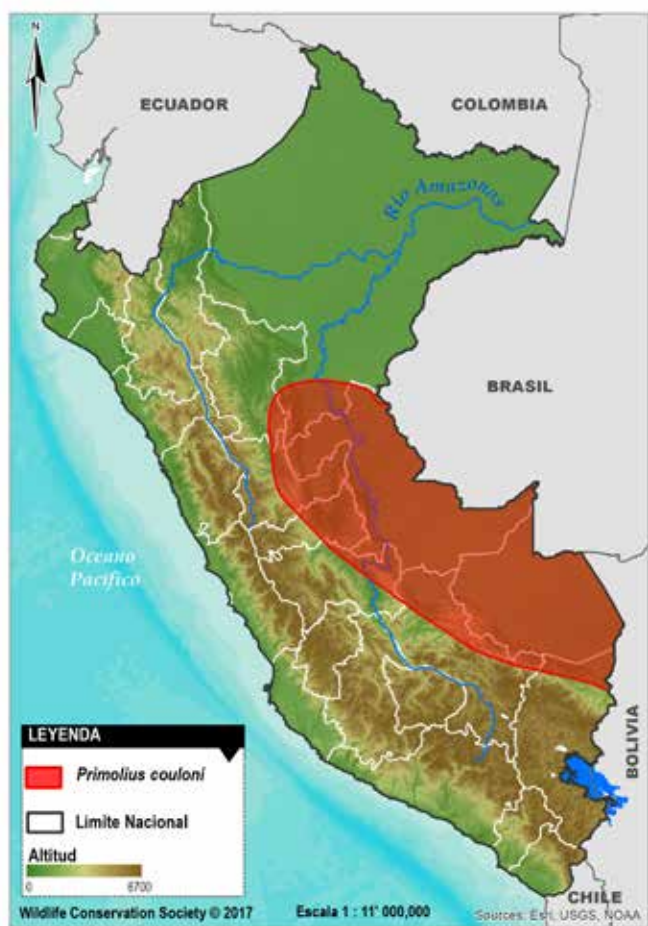 N
ECUADOR
COLOMBIA
Río Amazonas
BRASIL
Oceano
Pacífico
BOLIVIA
LEYENDA
Primolius couloni
Limite Nacional
Altitud
0 6700
CHILE
Wildlife Conservation Society © 2017 Escala 1 : 11' 000,000 Sources: Esri, USGS, NOAA